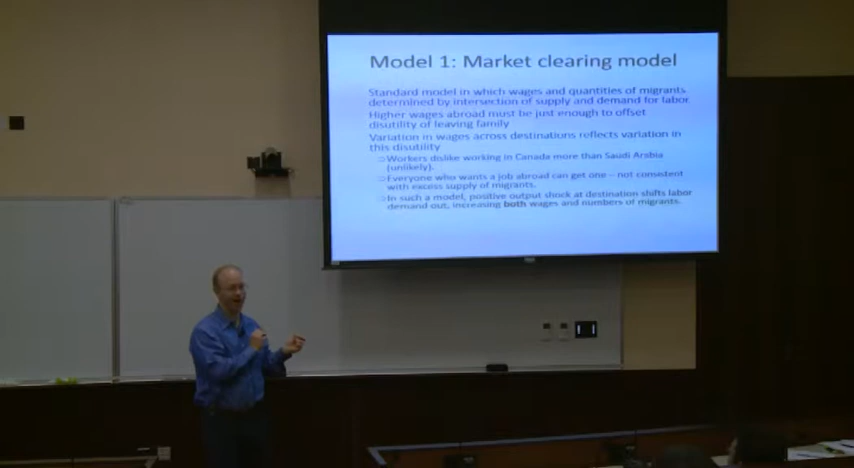 Model 1: Market clearing model
Standard model in which wages and quantities of migrants
determined by intersection of supply and demand for labor
Higher wages abroad must be just enough to offset
disutility of leaving family
Variation in wages across destinations reflects variation in
this disutility
Workers dislike working in Canada more than Saudi Arabia
(unlikely).
Everyone who wants a job abroad can get one – not consistent
with excess supply of migrants.
In such a model, positive output shock at destination shifts labor
demand out, increasing both wages and numbers of migrants.